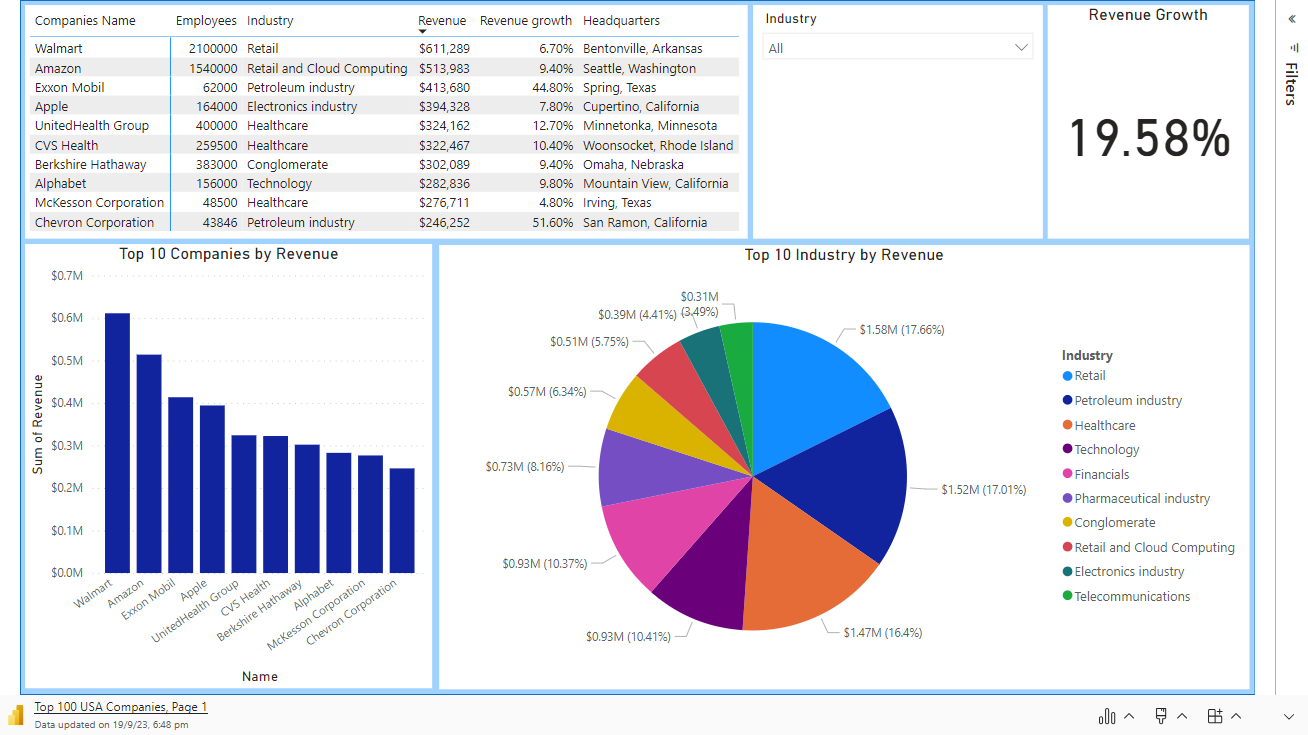 Companies Name Employees Industry Revenue Revenue growth Headquarters
Walmart 2100000 Retail $611,289 6.70% Bentonville, Arkansas
Amazon 1540000 Retail and Cloud Computing $513,983 9.40% Seattle, Washington
Exxon Mobil 62000 Petroleum industry $413,680 44.80% Spring, Texas
Apple 164000 Electronics industry $394,328 7.80% Cupertino, California
UnitedHealth Group 400000 Healthcare $324,162 12.70% Minnetonka, Minnesota
CVS Health 259500 Healthcare $322,467 10.40% Woonsocket, Rhode Island
Berkshire Hathaway 383000 Conglomerate $302,089 9.40% Omaha, Nebraska
Alphabet 156000 Technology $282,836 9.80% Mountain View, California
McKesson Corporation 48500 Healthcare $276,711 4.80% Irving, Texas
Chevron Corporation 43846 Petroleum industry $246,252 51.60% San Ramon, California
Industry
All
Revenue Growth
19.58%
Filters
Top 10 Companies by Revenue
Sum of Revenue
$0.7M
$0.6M
$0.5M
$0.4M
$0.3M
$0.2M
$0.1M
$0.0M
Walmart
Amazon
Exxon Mobil
Apple
UnitedHealth Group
CVS Health
Berkshire Hathaway
Alphabet
McKesson Corporation
Chevron Corporation
Name
Top 10 Industry by Revenue
$1.58M (17.66%)
$1.52M (17.01%)
$1.47M (16.4%)
$0.93M (10.41%)
$0.93M (10.37%)
$0.73M (8.16%)
$0.57M (6.34%)
$0.51M (5.75%)
$0.39M (4.41%)
$0.31M
(3.49%)
Industry
Retail
Petroleum industry
Healthcare
Technology
Financials
Pharmaceutical industry
Conglomerate
Retail and Cloud Computing
Electronics industry
Telecommunications
Top 100 USA Companies, Page 1
Data updated on 19/9/23, 6:48 pm